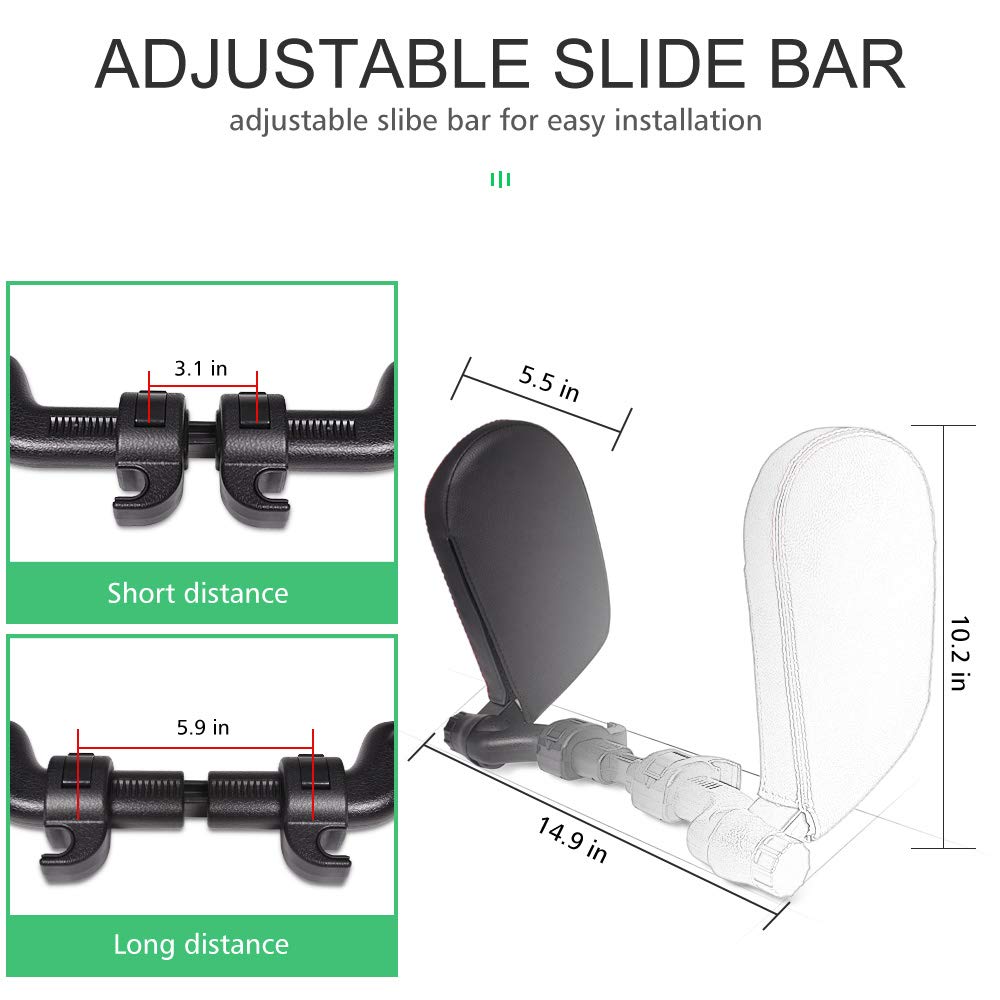 ADJUSTABLE SLIDE BAR
adjustable slibe bar for easy installation
3.1 in
Short distance
5.9 in
Long distance
5.5 in
10.2 in
14.9 in